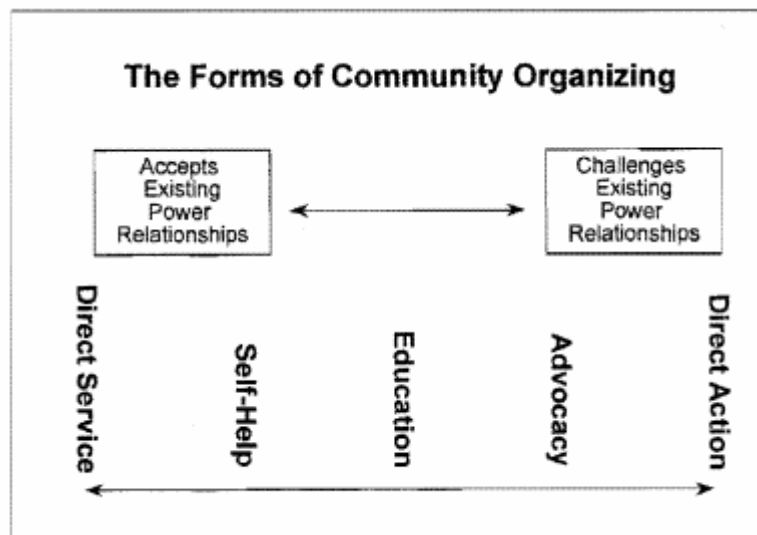 The Forms of Community Organizing
Accepts
Existing
Power
Relationships
Challenges
Existing
Power
Relationships
Direct Service
Self-Help
Education
Advocacy
Direct Action